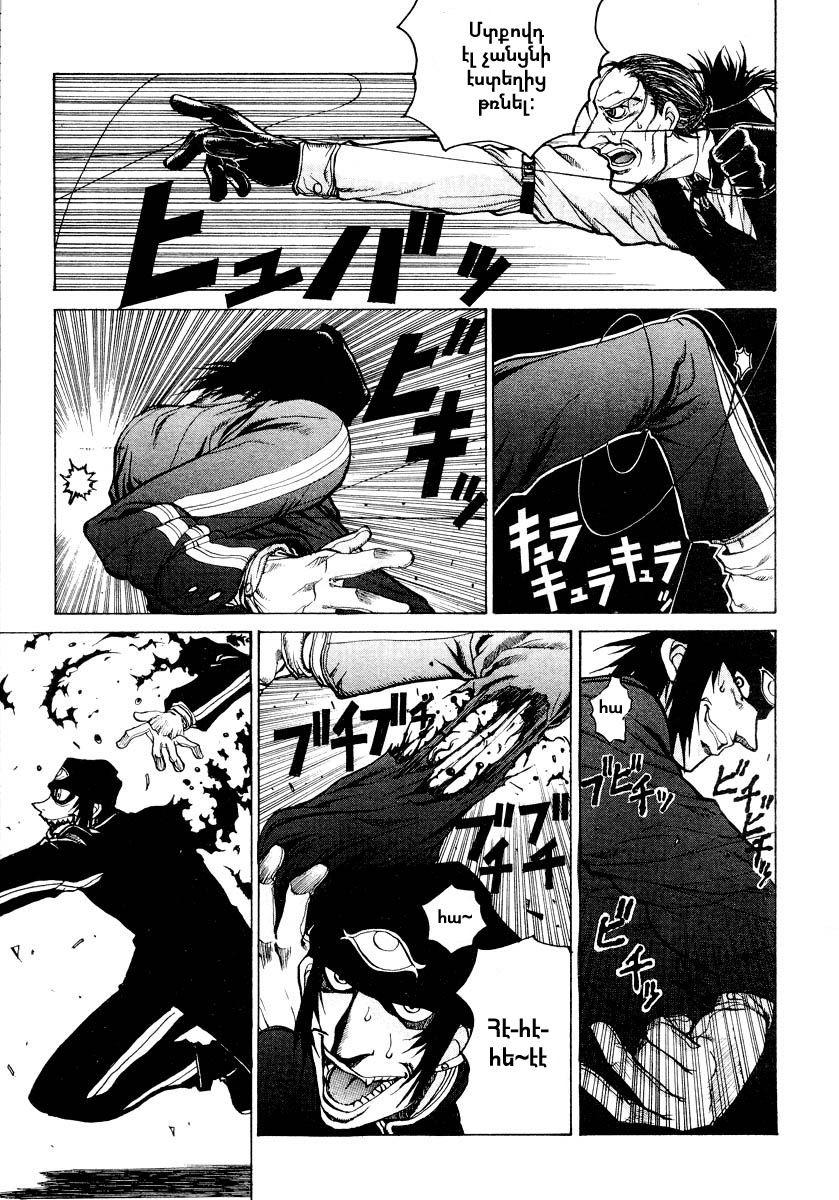 Մտքովդ
էլ չանցնի
էստեղից
թռնել:
ヒュバッ
キュラ
キュラキュラッ
ビキッ
հա
ブビチッ
ビチビチ
ビチッ
ブチブチ
ブチブチ
հա~
Հէ-հէ-
հե~էէ